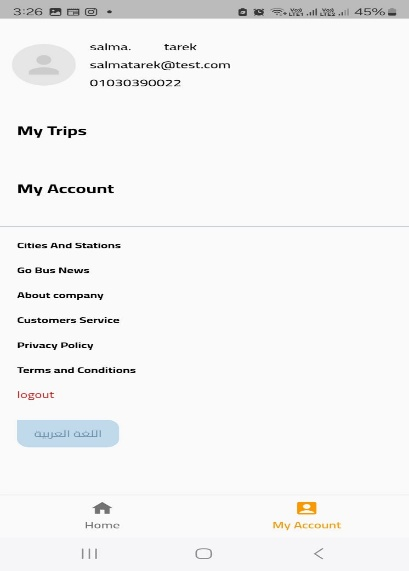 3:26 45%
salma. tarek
salmatarek@test.com
01030390022
My Trips
My Account
Cities And Stations
Go Bus News
About company
Customers Service
Privacy Policy
Terms and Conditions
logout
اللغة العربية
Home My Account